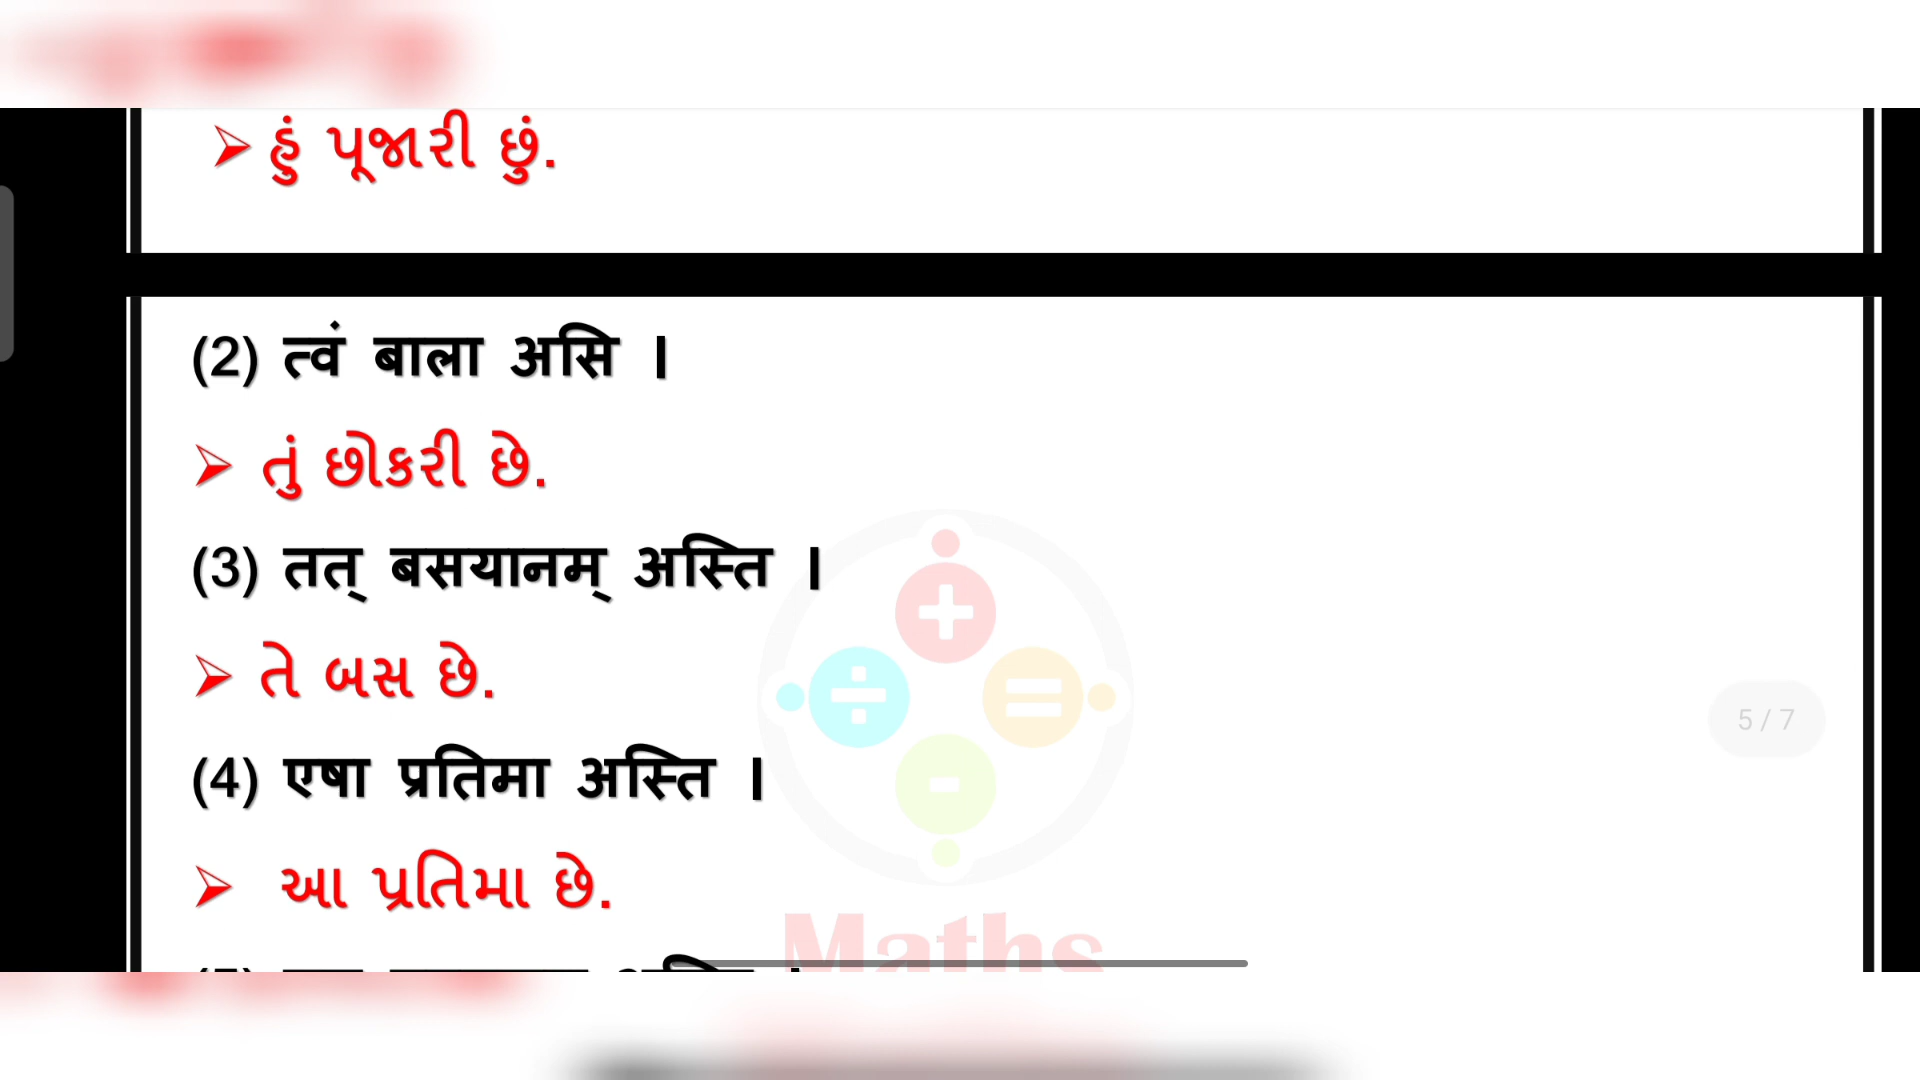 ➢ હું પૂજારી છું.
(2) त्वं बाला असि ।
➢ તું છોકરી છે.
(3) तत् बसयानम् अस्ति ।
➢ તે બસ છે.
5 / 7
(4) एषा प्रतिमा अस्ति ।
➢ આ પ્રતિમા છે.
Maths